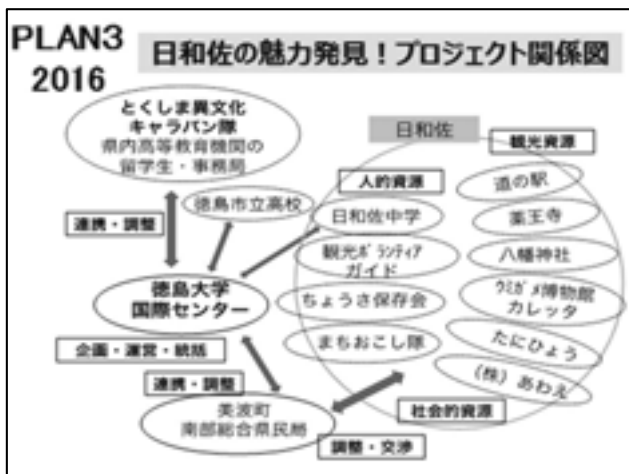 PLAN3
2016
日和佐の魅力発見！プロジェクト関係図
とくしま異文化
キャラバン隊
県内高等教育機関の
留学生・事務局
連携・調整
徳島市立高校
徳島大学
国際センター
企画・運営・統括
連携・調整
美波町
南部総合県民局
調整・交渉
日和佐
人的資源
日和佐中学
観光ボランティア
ガイド
ちょうさ保存会
まちおこし隊
観光資源
道の駅
薬王寺
八幡神社
ウミガメ博物館
カレッタ
たにひょう
(株)あわえ
社会的資源